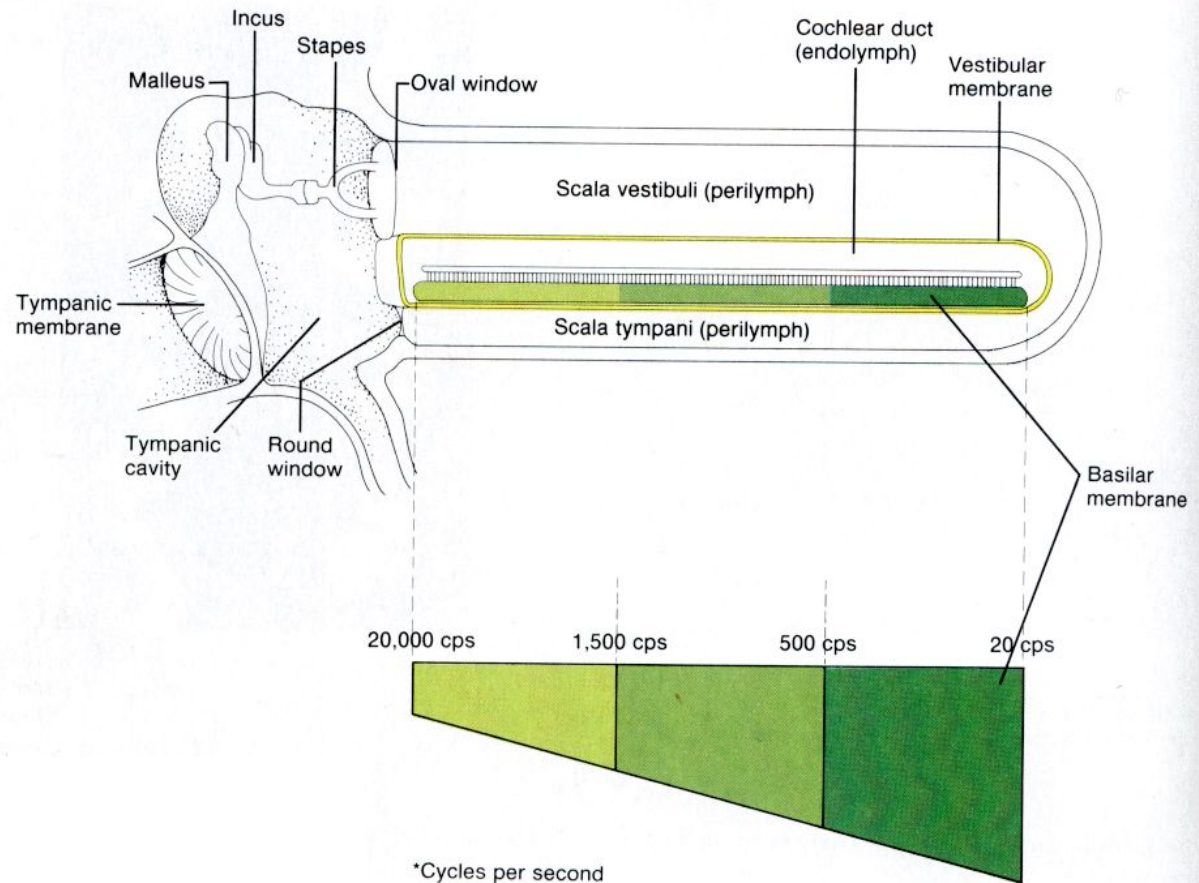 Incus
Stapes
Malleus
Oval window
Cochlear duct
(endolymph)
Vestibular
membrane
Scala vestibuli (perilymph)
Tympanic
membrane
Scala tympani (perilymph)
Tympanic
cavity
Round
window
Basilar
membrane
20,000 cps
1,500 cps
500 cps
20 cps
*Cycles per second